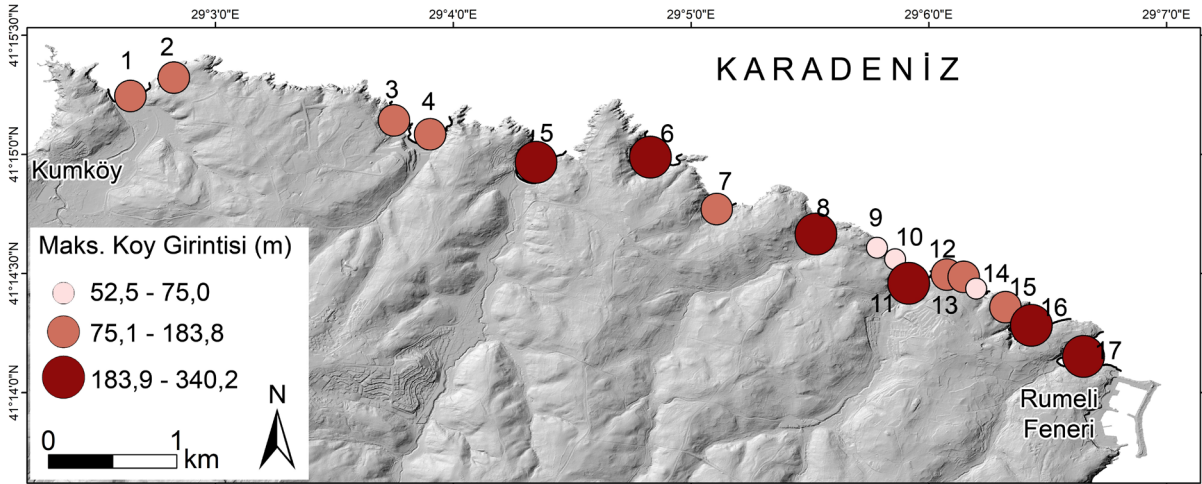 29°3'0"E 29°4'0"E 29°5'0"E 29°6'0"E 29°7'0"E
41°15'30"N
41°15'0"N
41°14'30"N
41°14'0"N
KARADENİZ
1 2 3 4 5 6 7 8 9 10 11 12 13 14 15 16 17
Kumköy
Rumeli
Feneri
Maks. Koy Girintisi (m)
52,5 - 75,0
75,1 - 183,8
183,9 - 340,2
N
0 1
km